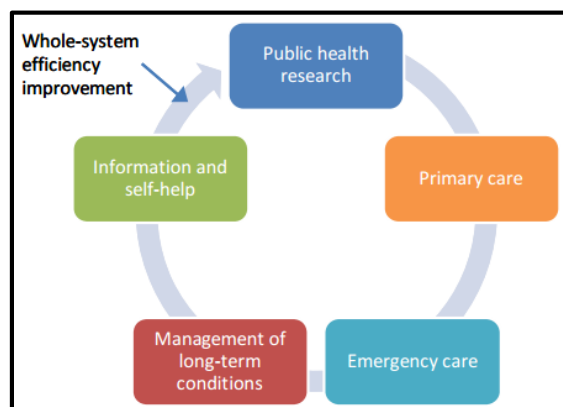 Whole-system
efficiency
improvement
Public health
research
Information and
self-help
Primary care
Management of
long-term
conditions
Emergency care